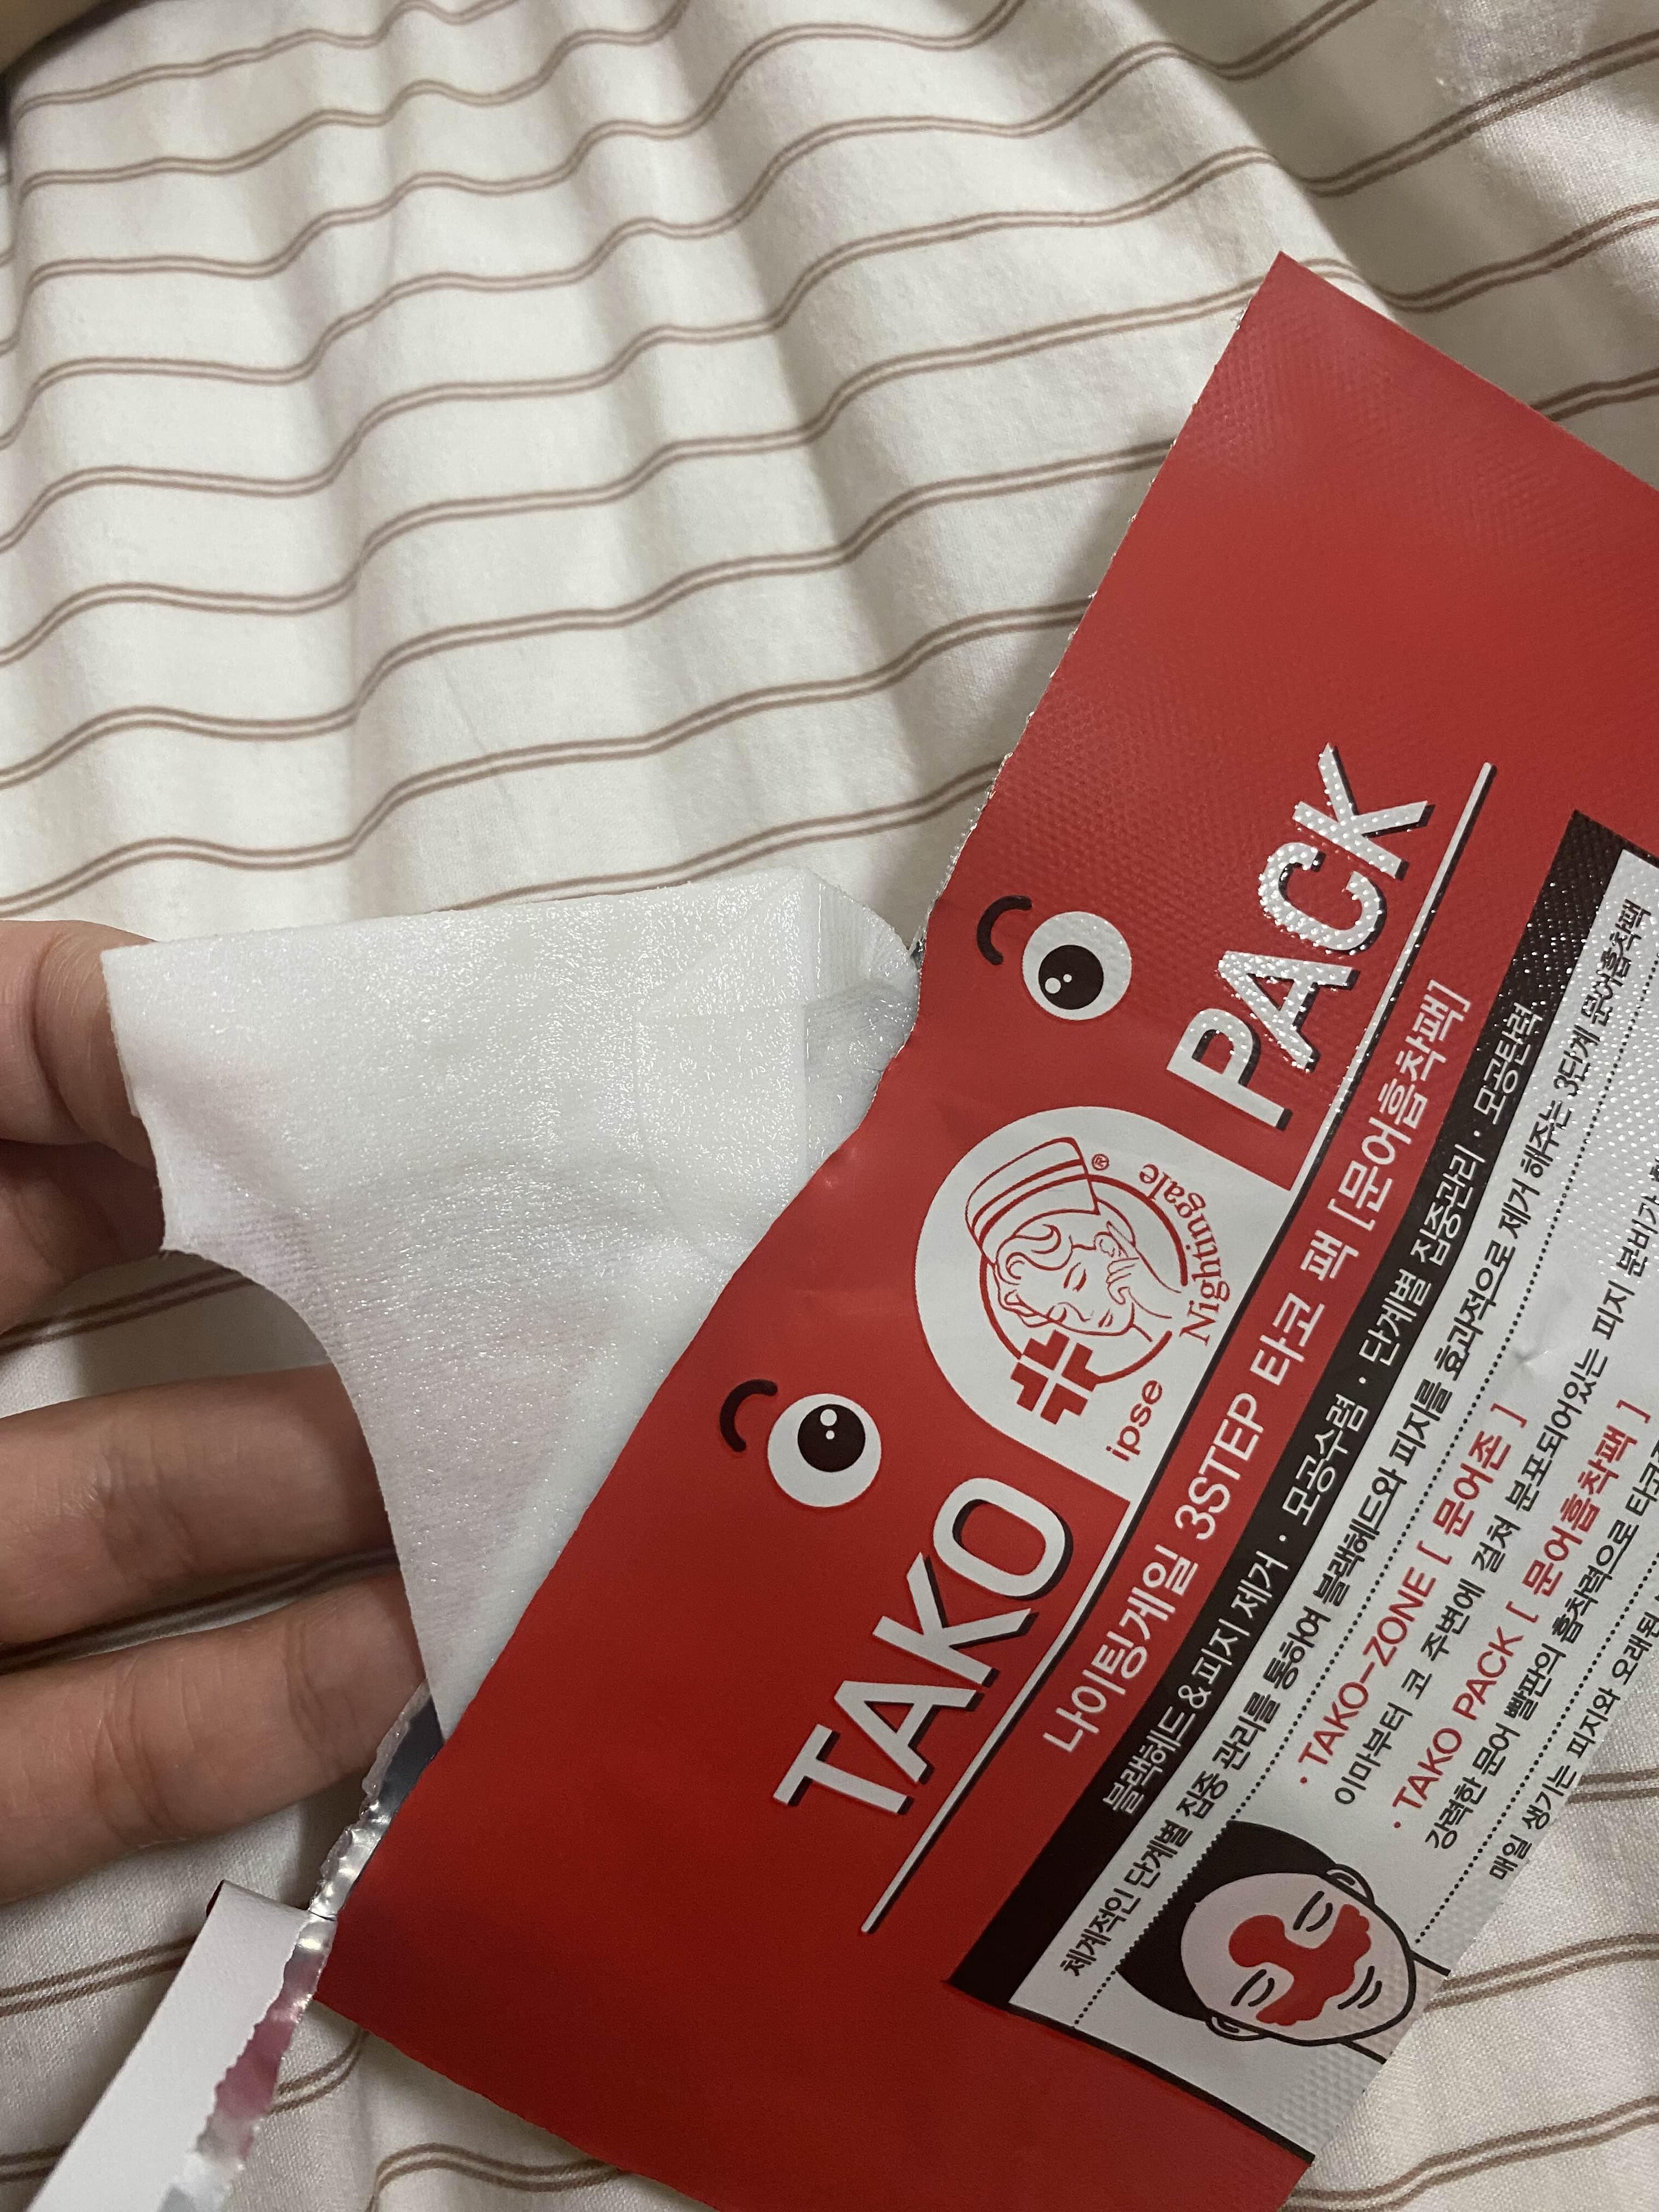 TAKO PACK
ipse Nightingale®
나이팅게일 3STEP 타코 팩 [문어흡착팩]
블랙헤드&피지 제거 · 모공수렴 · 단계별 집중관리 · 모공탄력
체계적인 단계별 집중 관리를 통하여 블랙헤드와 피지를 효과적으로 제거 해주는 3단계 문어흡착팩
· TAKO-ZONE [ 문어존 ]
이마부터 코 주변에 걸쳐 분포되어있는 피지 분비가
· TAKO PACK [ 문어흡착팩 ]
강력한 문어 빨판의 흡착력으로
매일 생기는 피지와 오래된